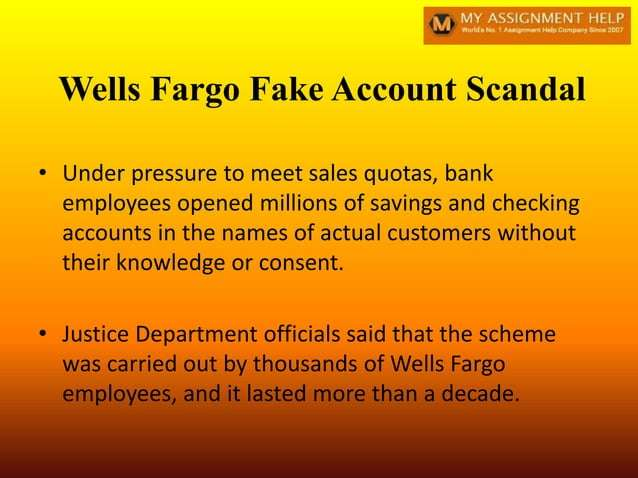 MY ASSIGNMENT HELP
World's No. 1 Assignment Help Company Since 2007
Wells Fargo Fake Account Scandal
• Under pressure to meet sales quotas, bank
employees opened millions of savings and checking
accounts in the names of actual customers without
their knowledge or consent.
• Justice Department officials said that the scheme
was carried out by thousands of Wells Fargo
employees, and it lasted more than a decade.